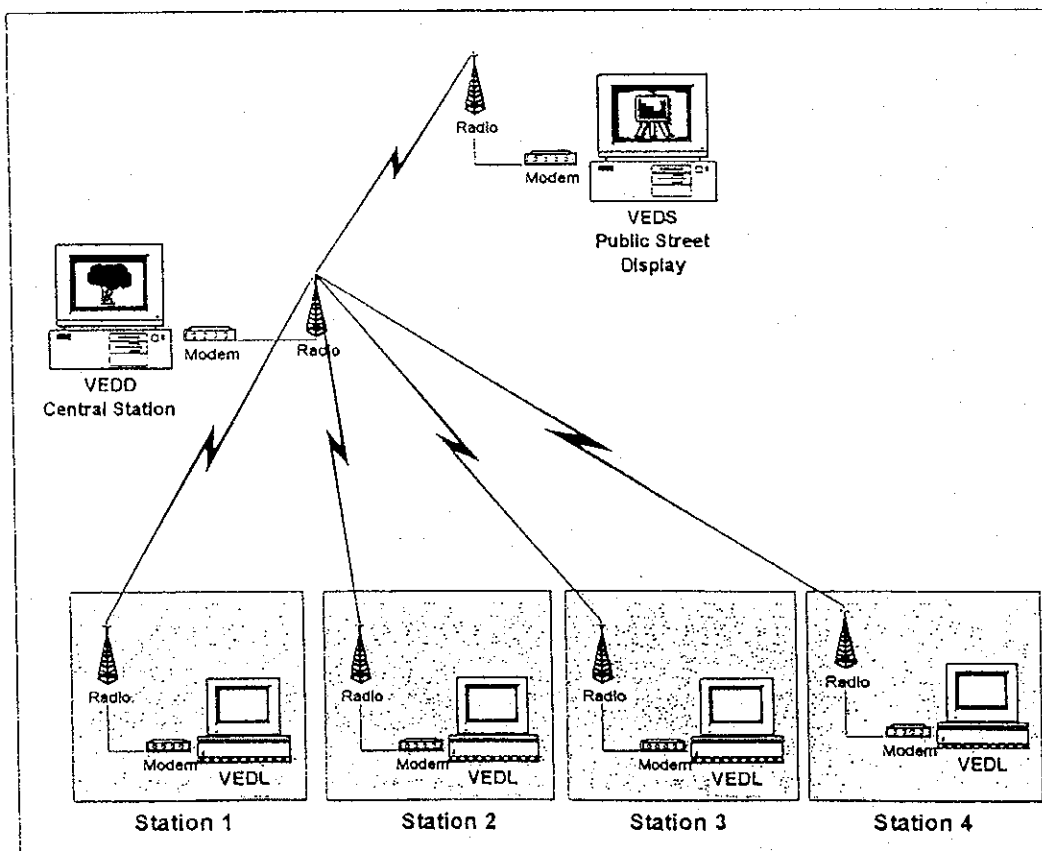 Radio
Modem
VEDS
Public Street
Display
Modem
Radio
VEDD
Central Station
Radio
Modem
VEDL
Radio
Modem
VEDL
Radio
Modem
VEDL
Radio
Modem
VEDL
Station 1
Station 2
Station 3
Station 4